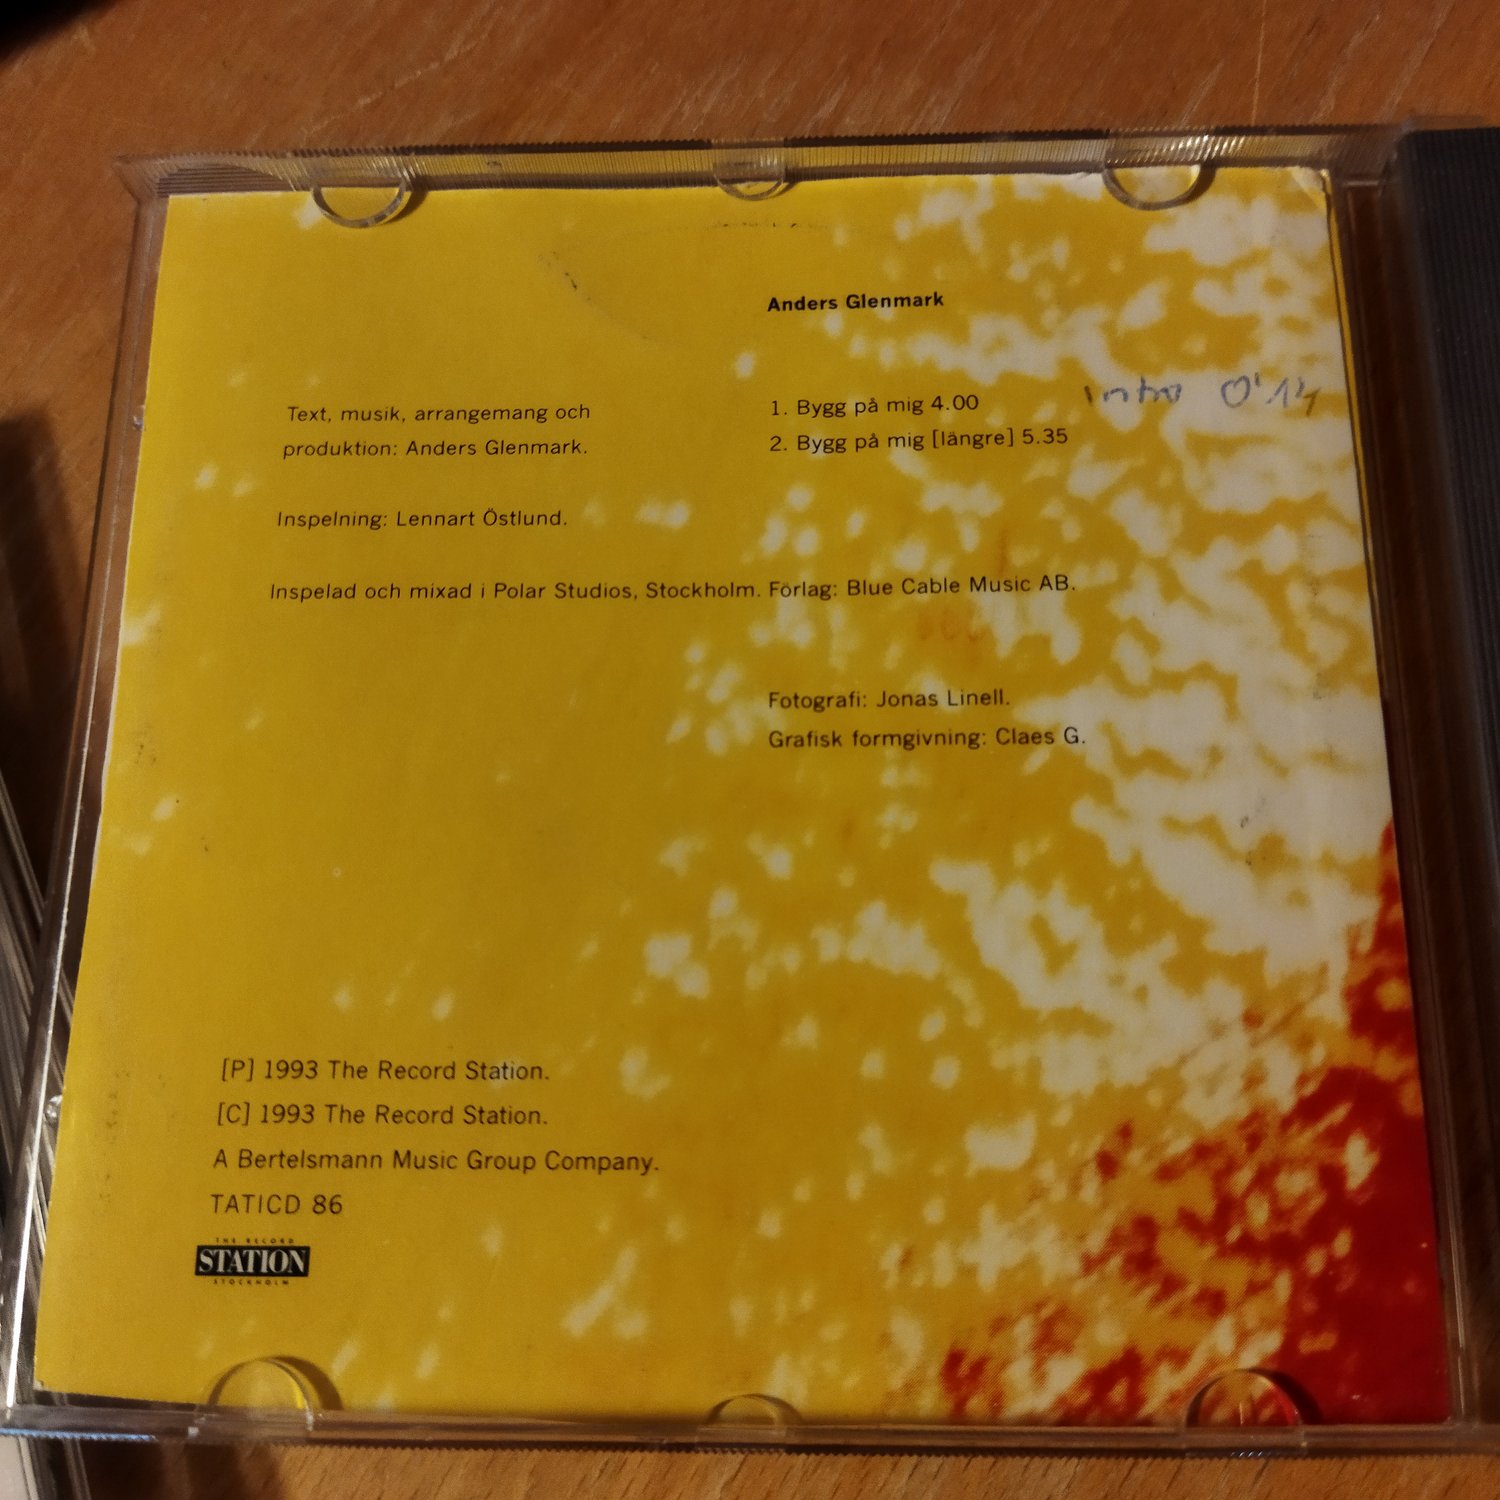 Anders Glenmark
Text, musik, arrangemang och
produktion: Anders Glenmark.
1. Bygg på mig 4.00
Intro 0'14
2. Bygg på mig [längre] 5.35
Inspelning: Lennart Östlund.
Inspelad och mixad i Polar Studios, Stockholm. Förlag: Blue Cable Music AB.
Fotografi: Jonas Linell.
Grafisk formgivning: Claes G.
[P] 1993 The Record Station.
[C] 1993 The Record Station.
A Bertelsmann Music Group Company.
TATICD 86
THE RECORD
STATION
STOCKHOLM